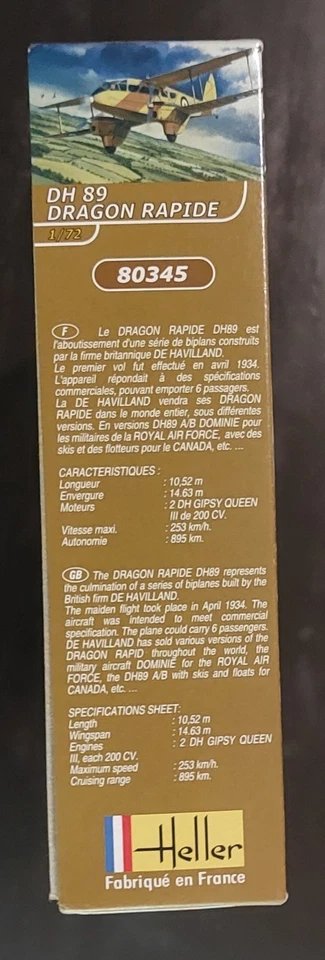 DH 89
DRAGON RAPIDE
1/72
80345
F Le DRAGON RAPIDE DH89 est
l'aboutissement d'une série de biplans construits
par la firme britannique DE HAVILLAND.
Le premier vol fut effectué en avril 1934.
L'appareil répondait à des spécifications
commerciales, pouvant emporter 6 passagers.
La DE HAVILLAND vendra ses DRAGON
RAPIDE dans le monde entier, sous différentes
versions. En versions DH89 A/B DOMINIE pour
les militaires de la ROYAL AIR FORCE, avec des
skis et des flotteurs pour le CANADA, etc. ...
CARACTERISTIQUES :
Longueur : 10,52 m
Envergure : 14.63 m
Moteurs : 2 DH GIPSY QUEEN
III de 200 CV.
Vitesse maxi. : 253 km/h.
Autonomie : 895 km.
GB The DRAGON RAPIDE DH89 represents
the culmination of a series of biplanes built by the
British firm DE HAVILLAND.
The maiden flight took place in April 1934. The
aircraft was intended to meet commercial
specification. The plane could carry 6 passengers.
DE HAVILLAND has sold various versions of the
DRAGON RAPID throughout the world, the
military aircraft DOMINIE for the ROYAL AIR
FORCE, the DH89 A/B with skis and floats for
CANADA, etc. ...
SPECIFICATIONS SHEET:
Length : 10,52 m
Wingspan : 14.63 m
Engines : 2 DH GIPSY QUEEN
III, each 200 CV.
Maximum speed : 253 km/h.
Cruising range : 895 km.
Heller
Fabriqué en France